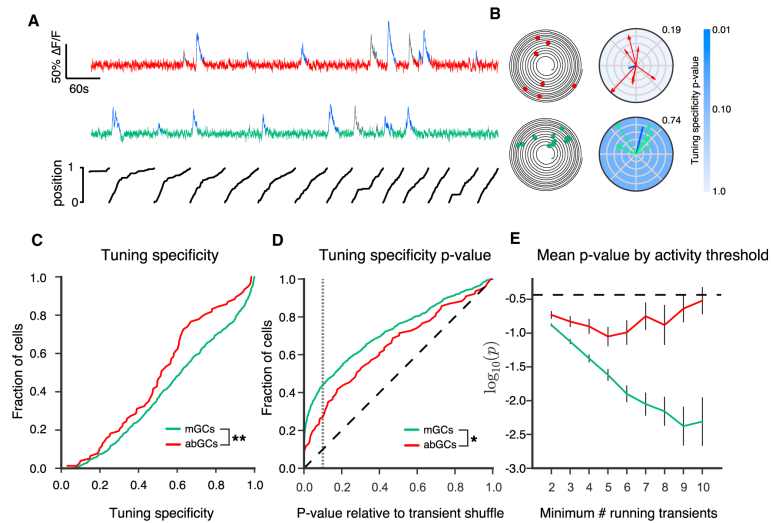 A
50% ΔF/F
60s
position
1
0
B
0.19
0.74
Tuning specificity p-value
0.01
0.10
1.0
C
Tuning specificity
Fraction of cells
1.0
0.8
0.6
0.4
0.2
0.0
0.0 0.2 0.4 0.6 0.8 1.0
Tuning specificity
mGCs
abGCs
**
D
Tuning specificity p-value
Fraction of cells
1.0
0.8
0.6
0.4
0.2
0.0
0.0 0.2 0.4 0.6 0.8 1.0
P-value relative to transient shuffle
mGCs
abGCs
*
E
Mean p-value by activity threshold
log10(p)
-0.5
-1.0
-1.5
-2.0
-2.5
-3.0
2 3 4 5 6 7 8 9 10
Minimum # running transients